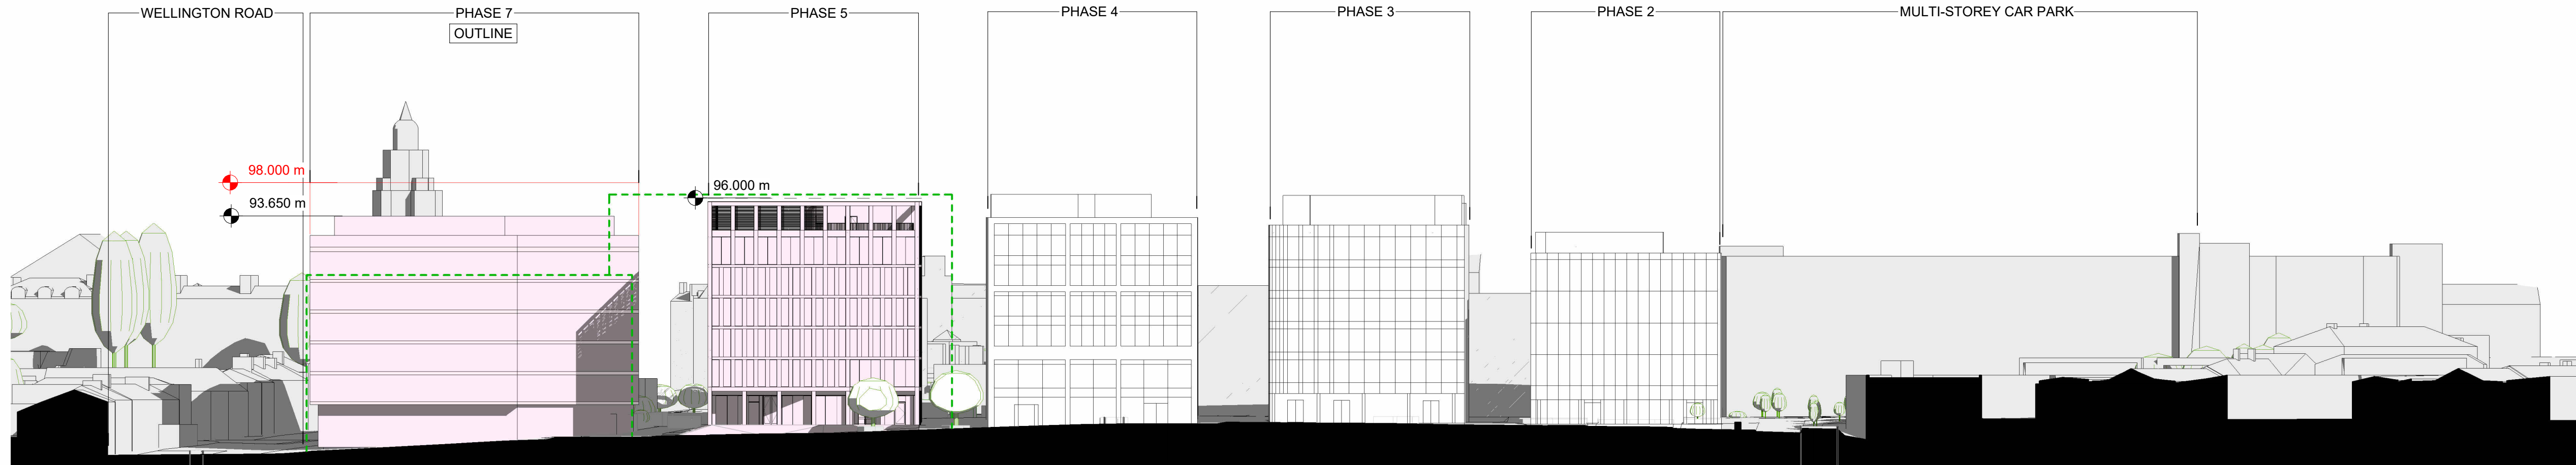 WELLINGTON ROAD
PHASE 7
OUTLINE
PHASE 5
PHASE 4
PHASE 3
PHASE 2
MULTI-STOREY CAR PARK
98.000 m
93.650 m
96.000 m